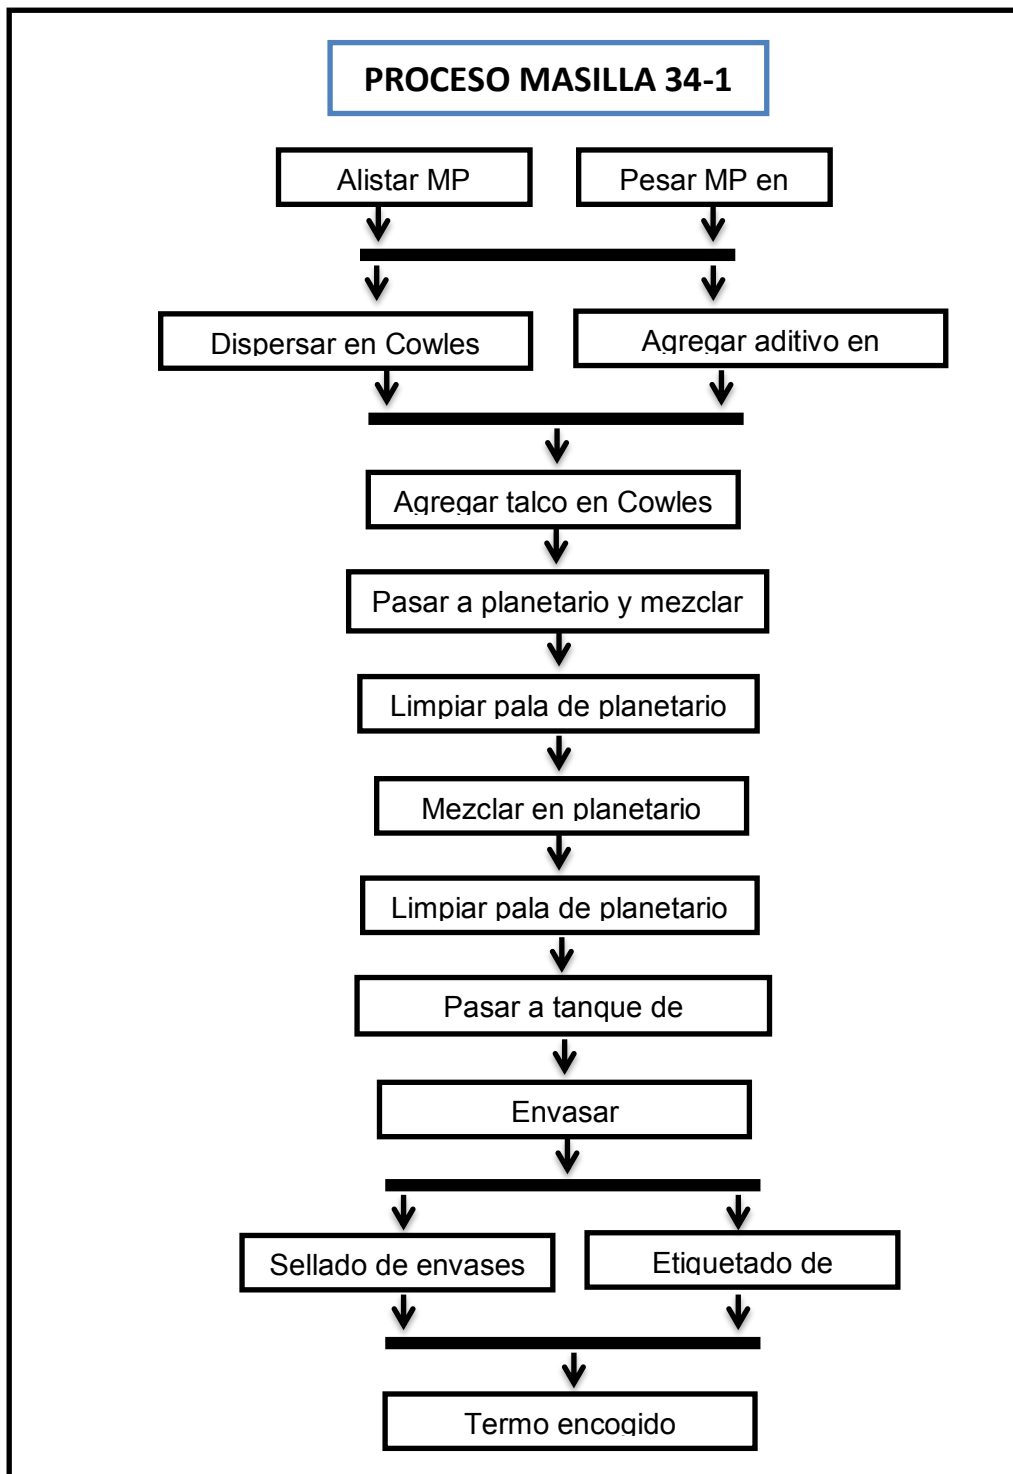 PROCESO MASILLA 34-1
Alistar MP
Pesar MP en
Dispersar en Cowles
Agregar aditivo en
Agregar talco en Cowles
Pasar a planetario y mezclar
Limpiar pala de planetario
Mezclar en planetario
Limpiar pala de planetario
Pasar a tanque de
Envasar
Sellado de envases
Etiquetado de
Termo encogido